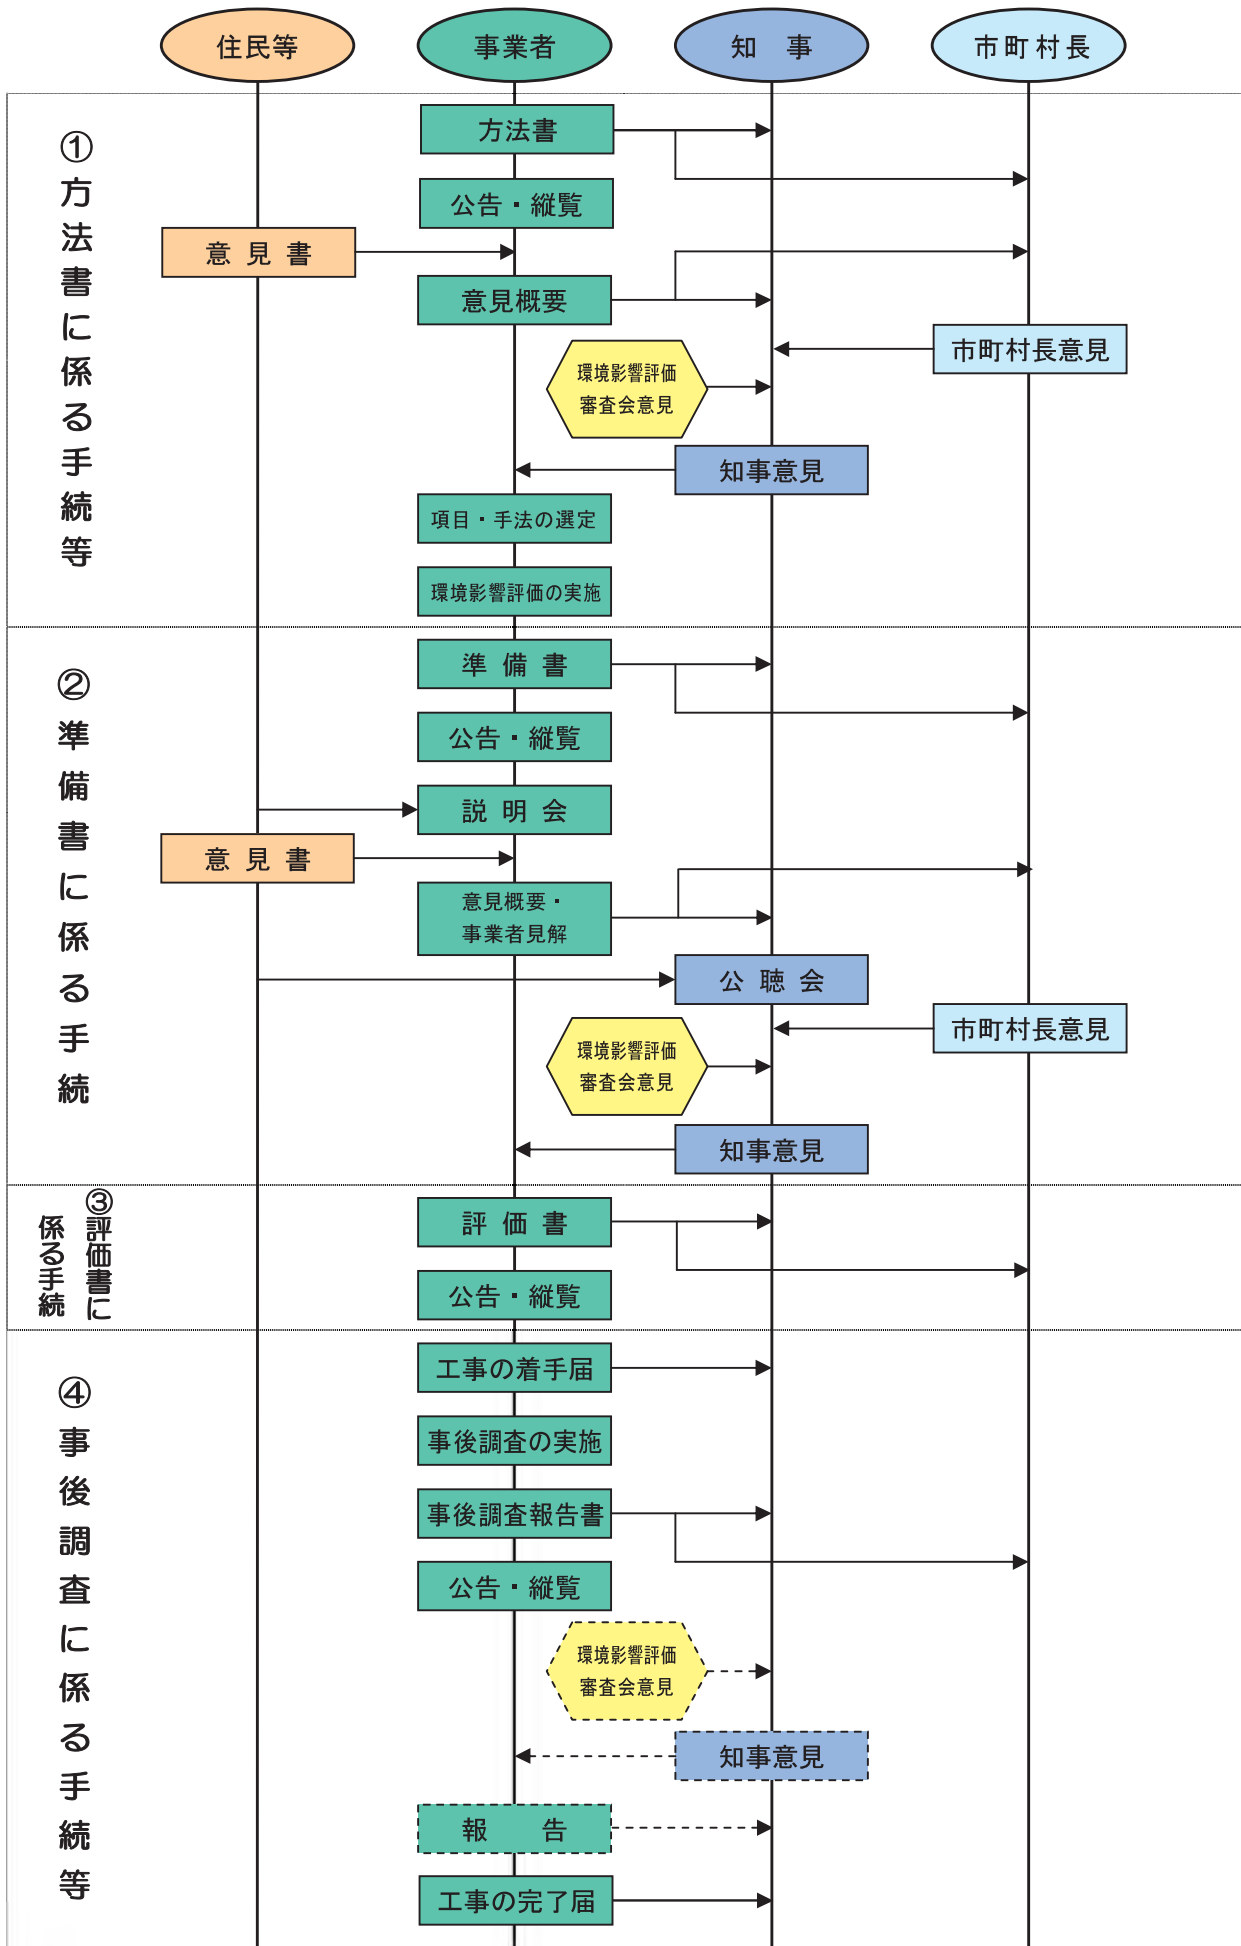 住民等
事業者
知　事
市町村長
①方法書に係る手続等
方法書
公告・縦覧
意 見 書
意見概要
市町村長意見
環境影響評価
審査会意見
知事意見
項目・手法の選定
環境影響評価の実施
②準備書に係る手続
準 備 書
公告・縦覧
説 明 会
意 見 書
意見概要・
事業者見解
公 聴 会
市町村長意見
環境影響評価
審査会意見
知事意見
③評価書に
係る手続
評 価 書
公告・縦覧
④事後調査に係る手続等
工事の着手届
事後調査の実施
事後調査報告書
公告・縦覧
環境影響評価
審査会意見
知事意見
報　　告
工事の完了届